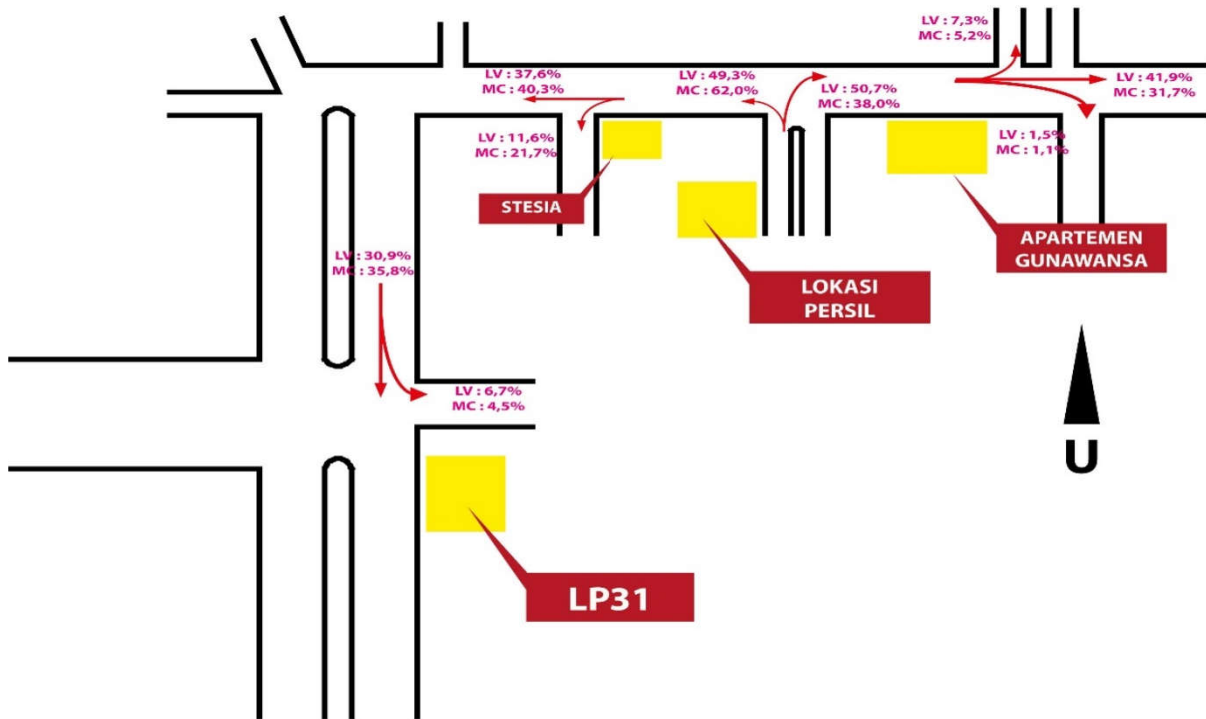 LV : 7,3%
MC : 5,2%
LV : 37,6%
MC : 40,3%
LV : 49,3%
MC : 62,0%
LV : 50,7%
MC : 38,0%
LV : 41,9%
MC : 31,7%
LV : 11,6%
MC : 21,7%
LV : 1,5%
MC : 1,1%
STESIA
APARTEMEN
GUNAWANSA
LOKASI
PERSIL
LV : 30,9%
MC : 35,8%
LV : 6,7%
MC : 4,5%
U
LP31